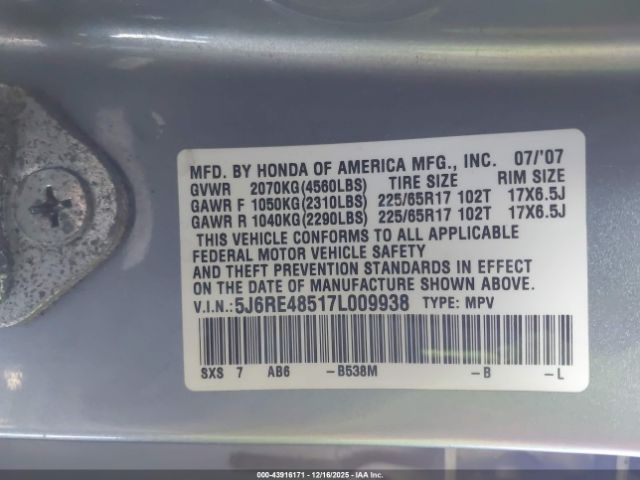 MFD. BY HONDA OF AMERICA MFG., INC. 07/'07
GVWR 2070KG(4560LBS) TIRE SIZE RIM SIZE
GAWR F 1050KG(2310LBS) 225/65R17 102T 17X6.5J
GAWR R 1040KG(2290LBS) 225/65R17 102T 17X6.5J
THIS VEHICLE CONFORMS TO ALL APPLICABLE
FEDERAL MOTOR VEHICLE SAFETY
AND THEFT PREVENTION STANDARDS IN EFFECT
ON THE DATE OF MANUFACTURE SHOWN ABOVE.
V.I.N.:5J6RE48517L009938 TYPE: MPV
SXS 7 AB6 -B538M -B -L
000-43916171 - 12/16/2025 - IAAI Inc.